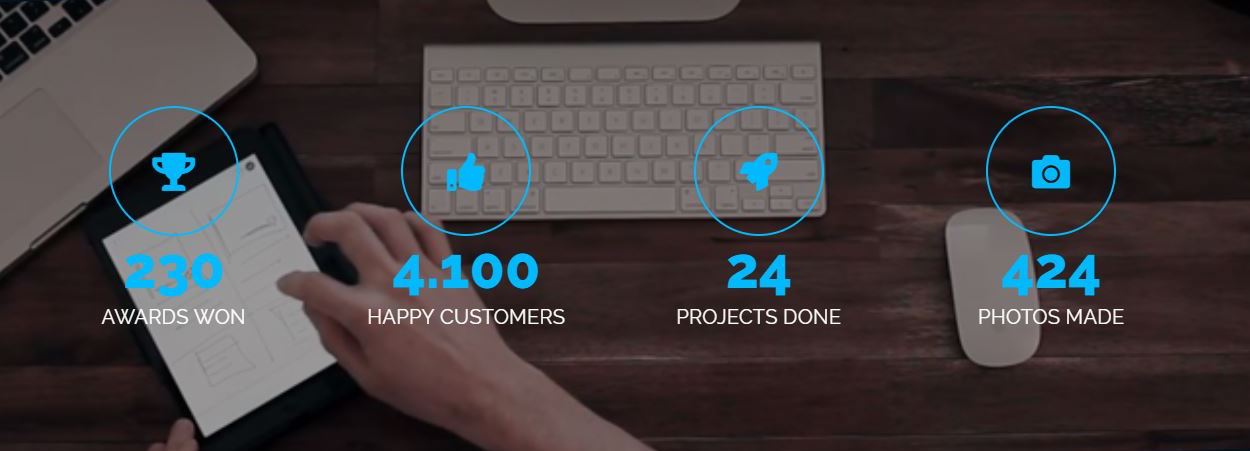 230
AWARDS WON
4.100
HAPPY CUSTOMERS
24
PROJECTS DONE
424
PHOTOS MADE